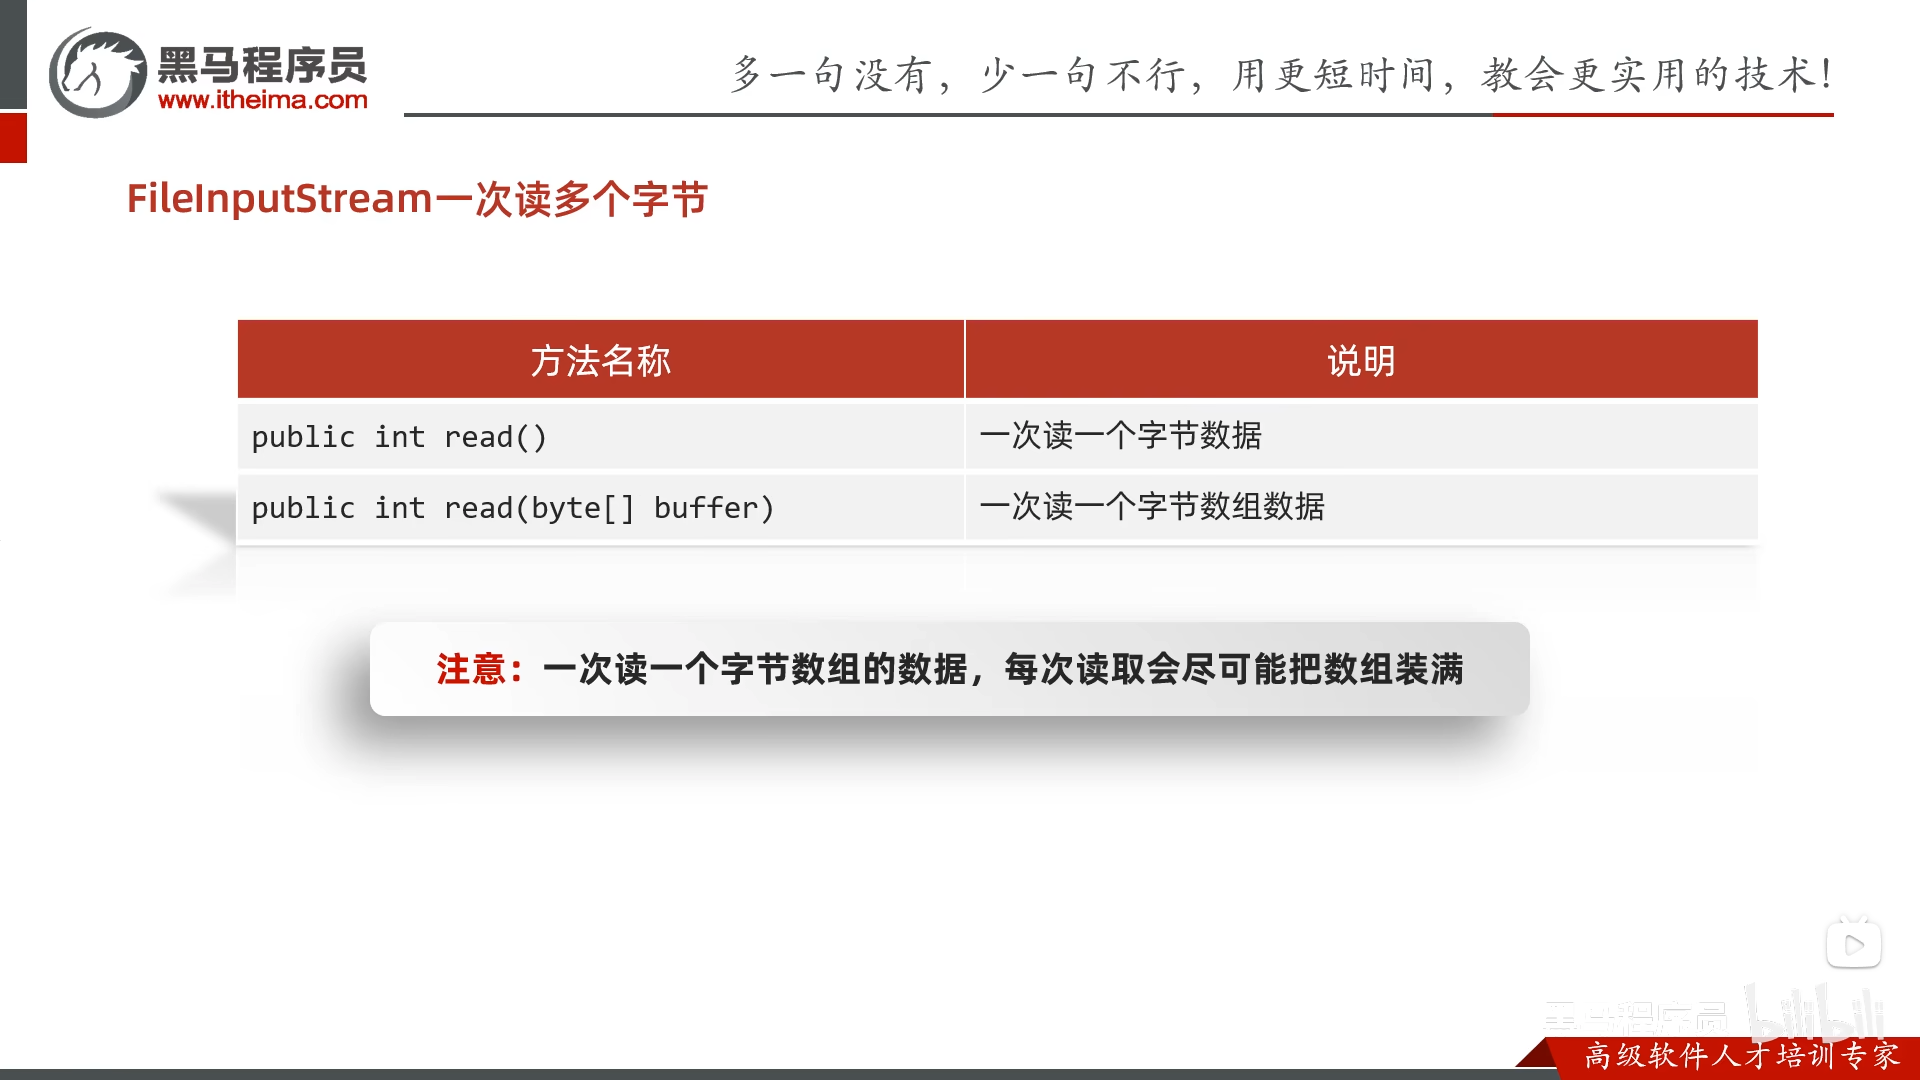 黑马程序员
www.itheima.com
多一句没有，少一句不行，用更短时间，教会更实用的技术！
FileInputStream一次读多个字节
方法名称 说明
public int read() 一次读一个字节数据
public int read(byte[] buffer) 一次读一个字节数组数据
注意：一次读一个字节数组的数据，每次读取会尽可能把数组装满
黑马程序员 bilibili
高级软件人才培训专家